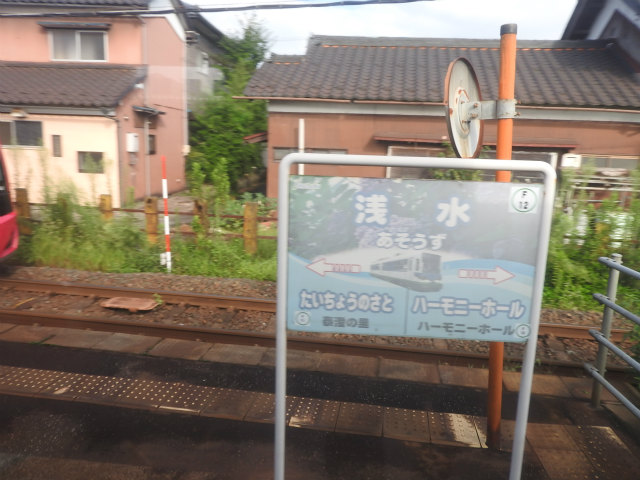 F
12
浅 水
あそうず
たいちょうのさと
ハーモニーホール
泰澄の里
ハーモニーホール